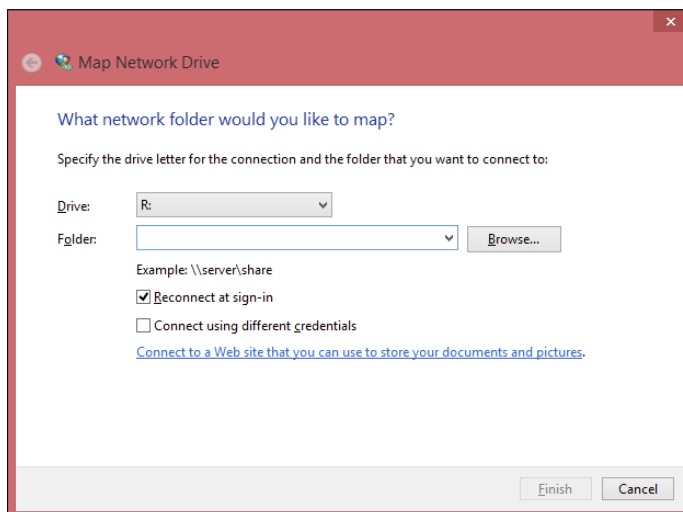 Map Network Drive
What network folder would you like to map?
Specify the drive letter for the connection and the folder that you want to connect to:
Drive: R:
Folder: Browse...
Example: \\server\share
Reconnect at sign-in
Connect using different credentials
Connect to a Web site that you can use to store your documents and pictures.
Finish Cancel